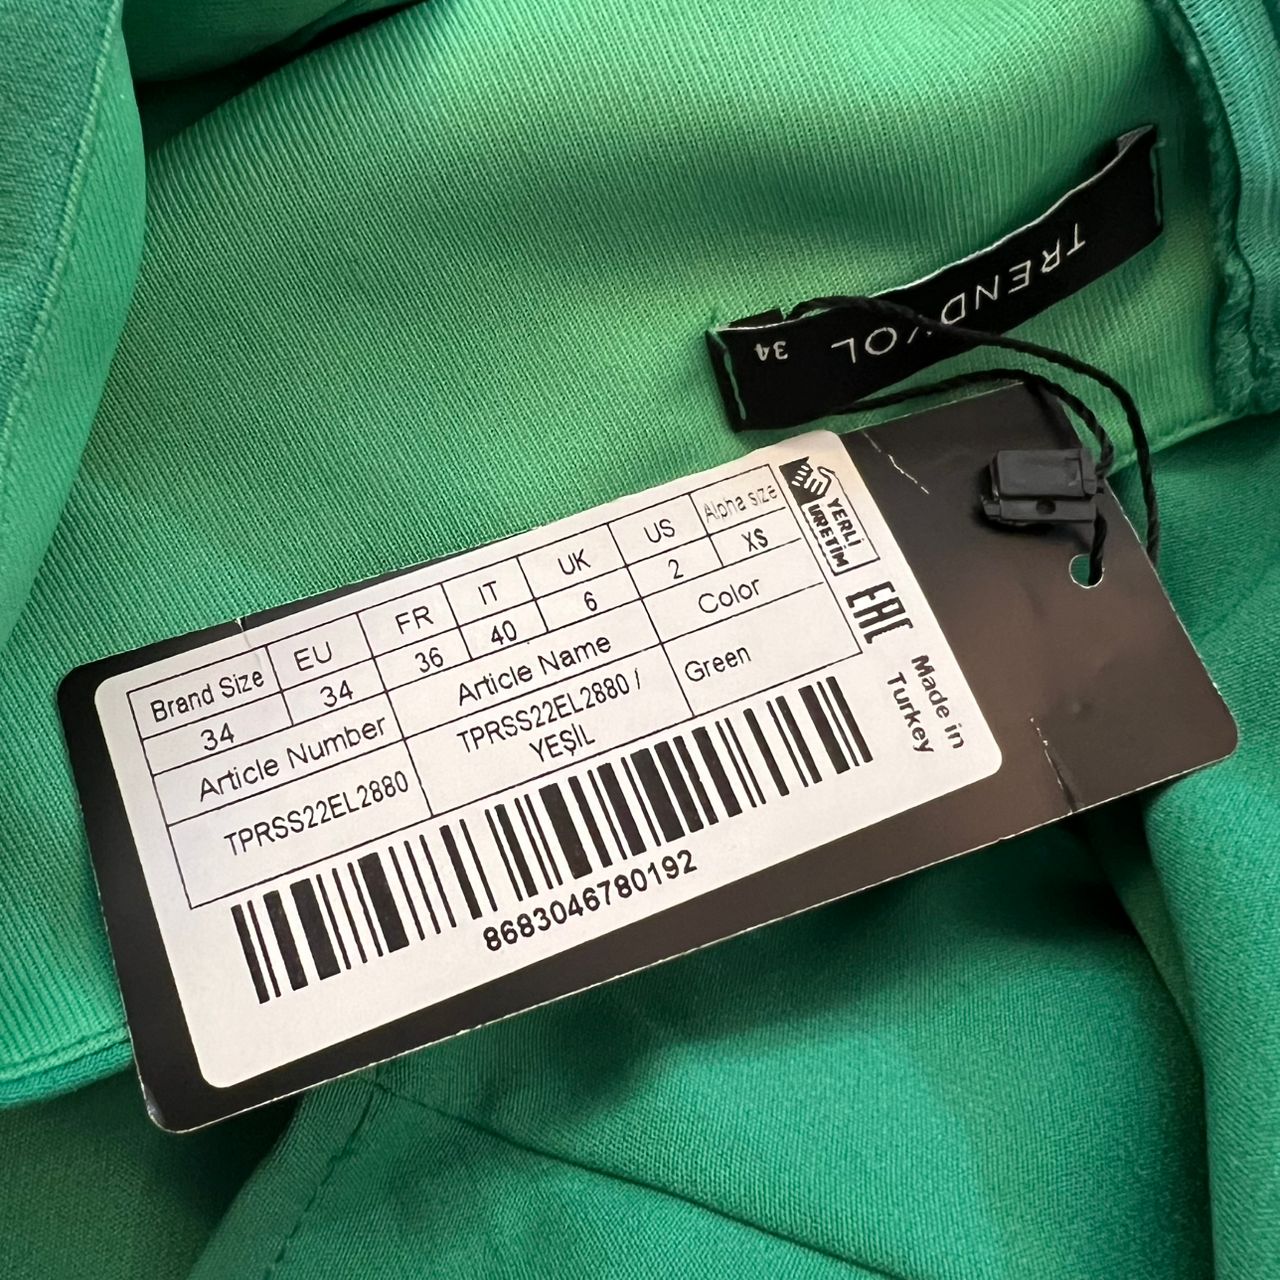 TRENDYOL
34
Brand Size EU FR IT UK US Alpha size
34 34 36 40 6 2 XS
Article Number Article Name Color
TPRSS22EL2880 TPRSS22EL2880 / Green
YEŞİL
8683046780192
YERLİ
ÜRETİM
EAC
Made in
Turkey